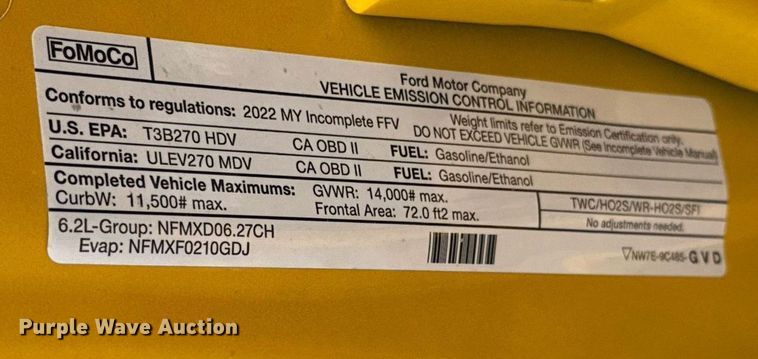 FoMoCo
Ford Motor Company
VEHICLE EMISSION CONTROL INFORMATION
Conforms to regulations: 2022 MY Incomplete FFV
Weight limits refer to Emission Certification only.
DO NOT EXCEED VEHICLE GVWR (See Incomplete Vehicle Manual)
U.S. EPA: T3B270 HDV CA OBD II FUEL: Gasoline/Ethanol
California: ULEV270 MDV CA OBD II FUEL: Gasoline/Ethanol
Completed Vehicle Maximums: GVWR: 14,000# max.
CurbW: 11,500# max. Frontal Area: 72.0 ft2 max.
TWC/HO2S/WR-HO2S/SFI
No adjustments needed.
6.2L-Group: NFMXD06.27CH
Evap: NFMXF0210GDJ
▽NW7E-9C485-GVD
Purple Wave Auction